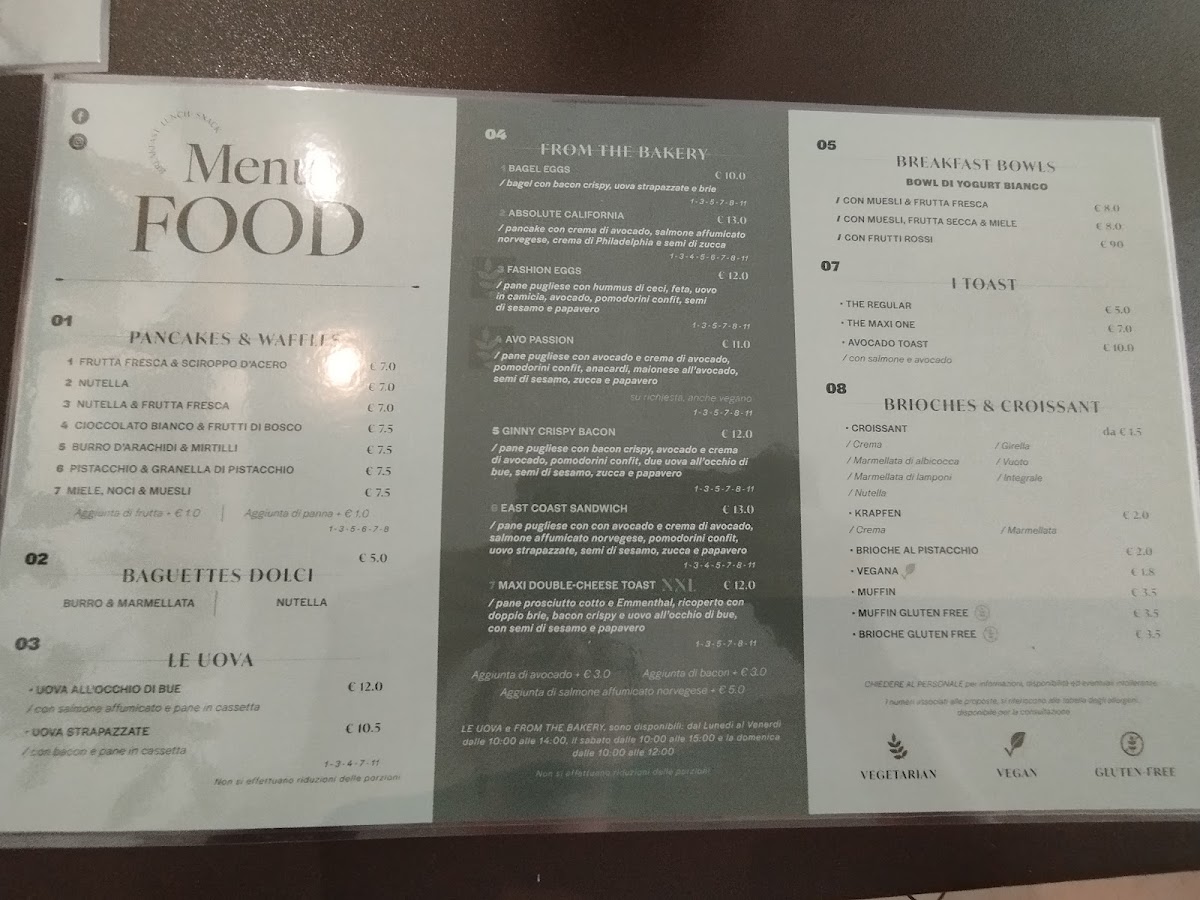 BREAKFAST LUNCH SNACK
Menu
FOOD
01
PANCAKES & WAFFLES
1 FRUTTA FRESCA & SCIROPPO D'ACERO € 7.0
2 NUTELLA € 7.0
3 NUTELLA & FRUTTA FRESCA € 7.0
4 CIOCCOLATO BIANCO & FRUTTI DI BOSCO € 7.5
5 BURRO D'ARACHIDI & MIRTILLI € 7.5
6 PISTACCHIO & GRANELLA DI PISTACCHIO € 7.5
7 MIELE, NOCI & MUESLI € 7.5
Aggiunta di frutta + € 1.0 Aggiunta di panna + € 1.0
1-3-5-6-7-8
02 € 5.0
BAGUETTES DOLCI
BURRO & MARMELLATA NUTELLA
03
LE UOVA
• UOVA ALL'OCCHIO DI BUE € 12.0
/ con salmone affumicato e pane in cassetta
• UOVA STRAPAZZATE € 10.5
/ con bacon e pane in cassetta
1-3-4-7-11
Non si effettuano riduzioni delle porzioni
04
FROM THE BAKERY
1 BAGEL EGGS € 10.0
/ bagel con bacon crispy, uova strapazzate e brie
1-3-5-7-8-11
2 ABSOLUTE CALIFORNIA € 13.0
/ pancake con crema di avocado, salmone affumicato
norvegese, crema di Philadelphia e semi di zucca
1-3-4-5-6-7-8-11
3 FASHION EGGS € 12.0
/ pane pugliese con hummus di ceci, feta, uovo
in camicia, avocado, pomodorini confit, semi
di sesamo e papavero
1-3-5-7-8-11
4 AVO PASSION € 11.0
/ pane pugliese con avocado e crema di avocado,
pomodorini confit, anacardi, maionese all'avocado,
semi di sesamo, zucca e papavero
su richiesta, anche vegano
1-3-5-7-8-11
5 GINNY CRISPY BACON € 12.0
/ pane pugliese con bacon crispy, avocado e crema
di avocado, pomodorini confit, due uova all'occhio di
bue, semi di sesamo, zucca e papavero
1-3-5-7-8-11
6 EAST COAST SANDWICH € 13.0
/ pane pugliese con con avocado e crema di avocado,
salmone affumicato norvegese, pomodorini confit,
uovo strapazzate, semi di sesamo, zucca e papavero
1-3-4-5-7-8-11
7 MAXI DOUBLE-CHEESE TOAST XXL € 12.0
/ pane prosciutto cotto e Emmenthal, ricoperto con
doppio brie, bacon crispy e uovo all'occhio di bue,
con semi di sesamo e papavero
1-3-5-7-8-11
Aggiunta di avocado + € 3.0 Aggiunta di bacon + € 3.0
Aggiunta di salmone affumicato norvegese + € 5.0
LE UOVA e FROM THE BAKERY, sono disponibili: dal Lunedì al Venerdì
dalle 10:00 alle 14:00, il sabato dalle 10:00 alle 15:00 e la domenica
dalle 10:00 alle 12:00
Non si effettuano riduzioni delle porzioni
05
BREAKFAST BOWLS
BOWL DI YOGURT BIANCO
/ CON MUESLI & FRUTTA FRESCA € 8.0
/ CON MUESLI, FRUTTA SECCA & MIELE € 8.0
/ CON FRUTTI ROSSI € 90
07
I TOAST
• THE REGULAR € 5.0
• THE MAXI ONE € 7.0
• AVOCADO TOAST € 10.0
/ con salmone e avocado
08
BRIOCHES & CROISSANT
• CROISSANT da € 1.5
/ Crema / Girella
/ Marmellata di albicocca / Vuoto
/ Marmellata di lamponi / Integrale
/ Nutella
• KRAPFEN € 2.0
/ Crema / Marmellata
• BRIOCHE AL PISTACCHIO € 2.0
• VEGANA € 1.8
• MUFFIN € 3.5
• MUFFIN GLUTEN FREE € 3.5
• BRIOCHE GLUTEN FREE € 3.5
CHIEDERE AL PERSONALE per informazioni, disponibilità ed eventuali intolleranze.
I numeri associati alle proposte, si riferiscono alla tabella degli allergeni,
disponibile per la consultazione
VEGETARIAN VEGAN GLUTEN-FREE